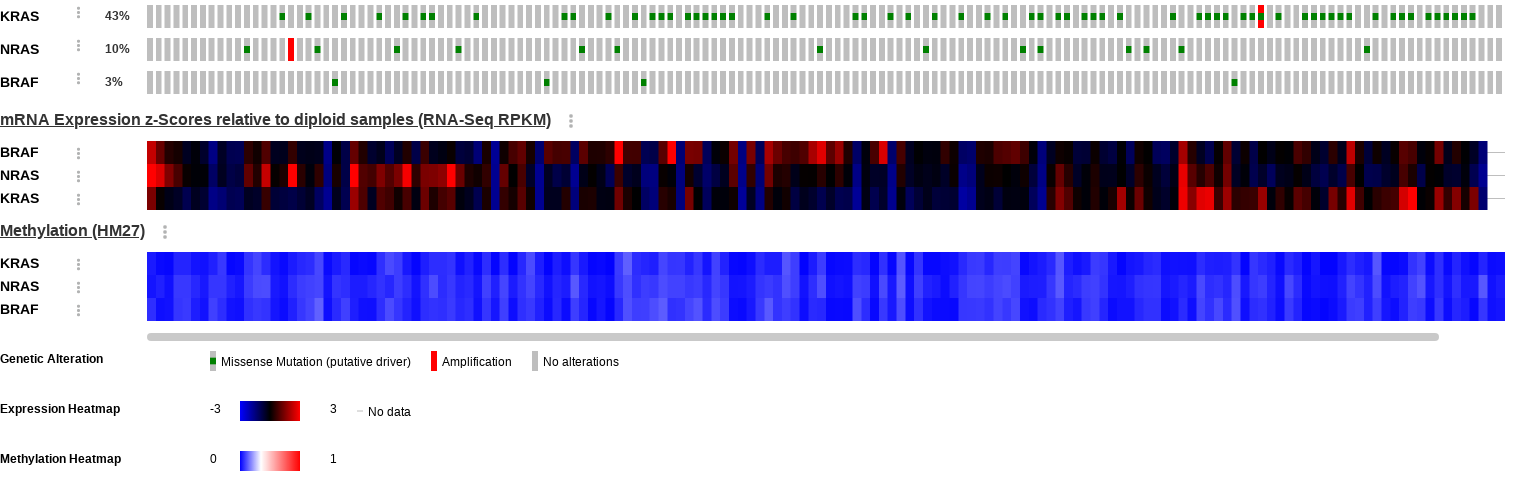 KRAS 43%
NRAS 10%
BRAF 3%
mRNA Expression z-Scores relative to diploid samples (RNA-Seq RPKM)
BRAF
NRAS
KRAS
Methylation (HM27)
KRAS
NRAS
BRAF
Genetic Alteration Missense Mutation (putative driver) Amplification No alterations
Expression Heatmap -3 3 No data
Methylation Heatmap 0 1